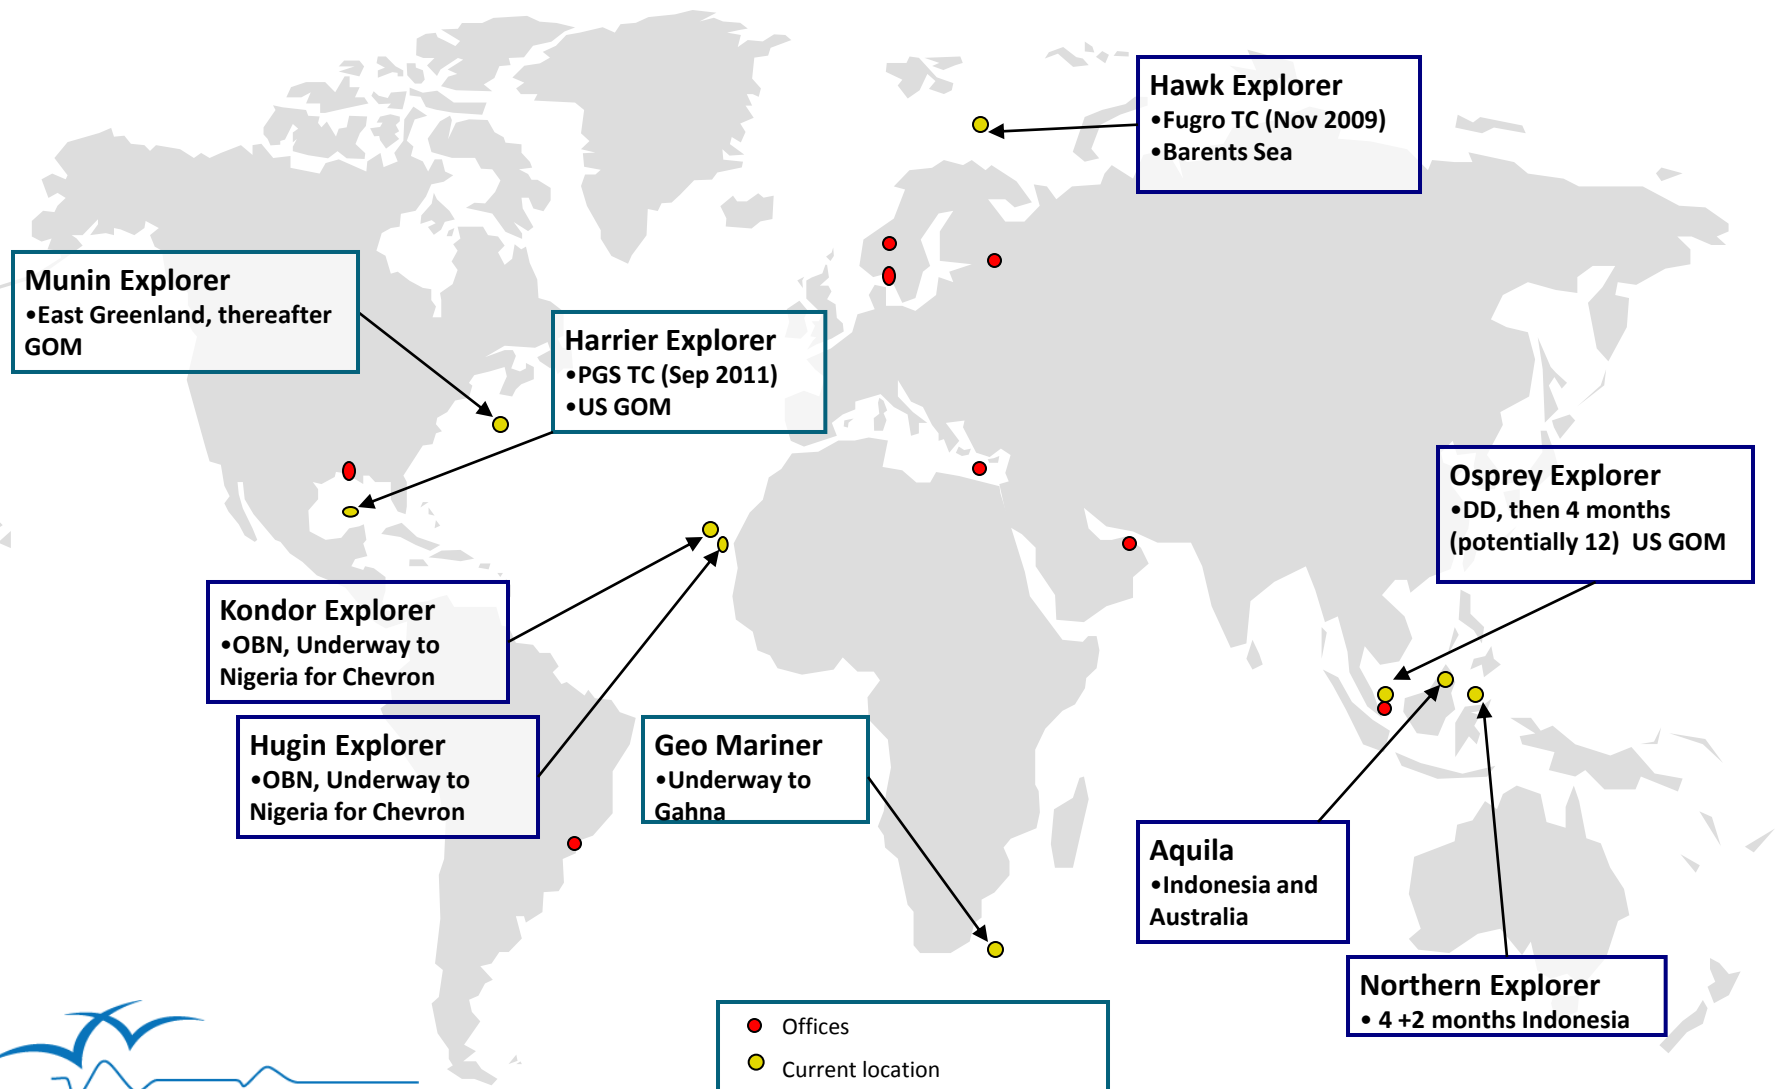 Hawk Explorer
•Fugro TC (Nov 2009)
•Barents Sea
Munin Explorer
•East Greenland, thereafter
GOM
Harrier Explorer
•PGS TC (Sep 2011)
•US GOM
Osprey Explorer
•DD, then 4 months
(potentially 12) US GOM
Kondor Explorer
•OBN, Underway to
Nigeria for Chevron
Hugin Explorer
•OBN, Underway to
Nigeria for Chevron
Geo Mariner
•Underway to
Gahna
Aquila
•Indonesia and
Australia
Northern Explorer
• 4 +2 months Indonesia
Offices
Current location